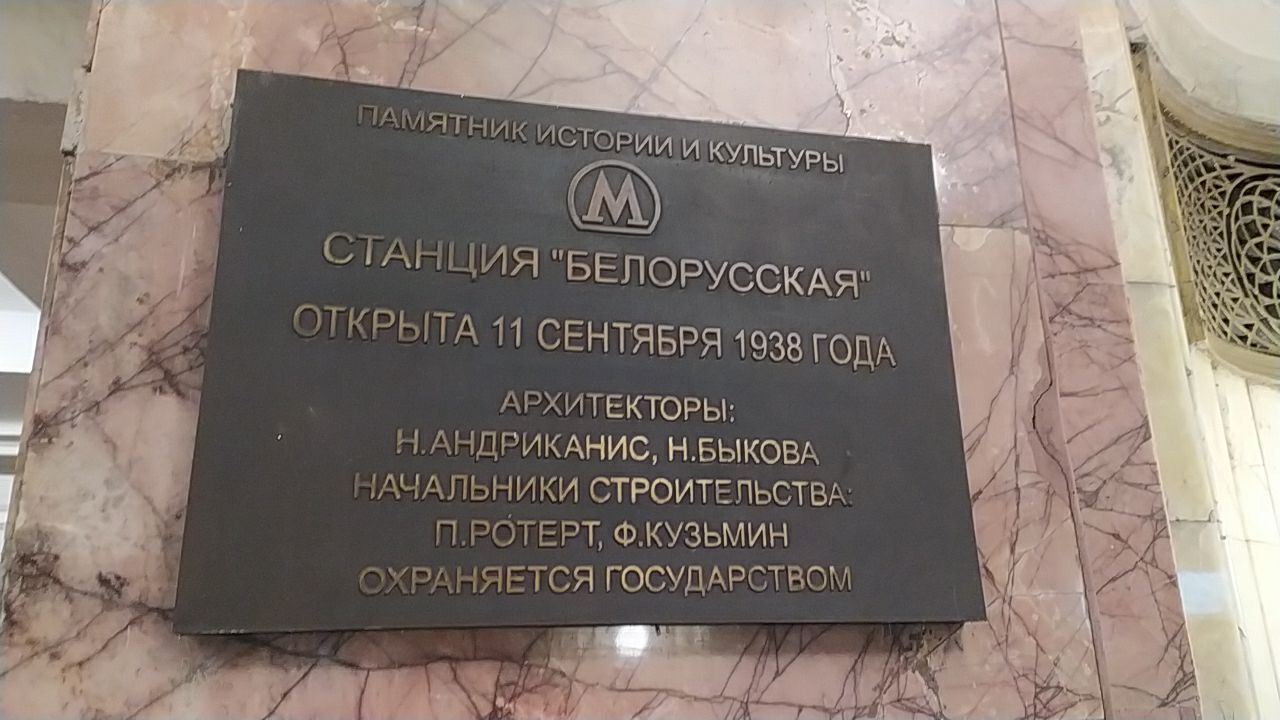 ПАМЯТНИК ИСТОРИИ И КУЛЬТУРЫ
М
СТАНЦИЯ "БЕЛОРУССКАЯ"
ОТКРЫТА 11 СЕНТЯБРЯ 1938 ГОДА
АРХИТЕКТОРЫ:
Н.АНДРИКАНИС, Н.БЫКОВА
НАЧАЛЬНИКИ СТРОИТЕЛЬСТВА:
П.РОТЕРТ, Ф.КУЗЬМИН
ОХРАНЯЕТСЯ ГОСУДАРСТВОМ